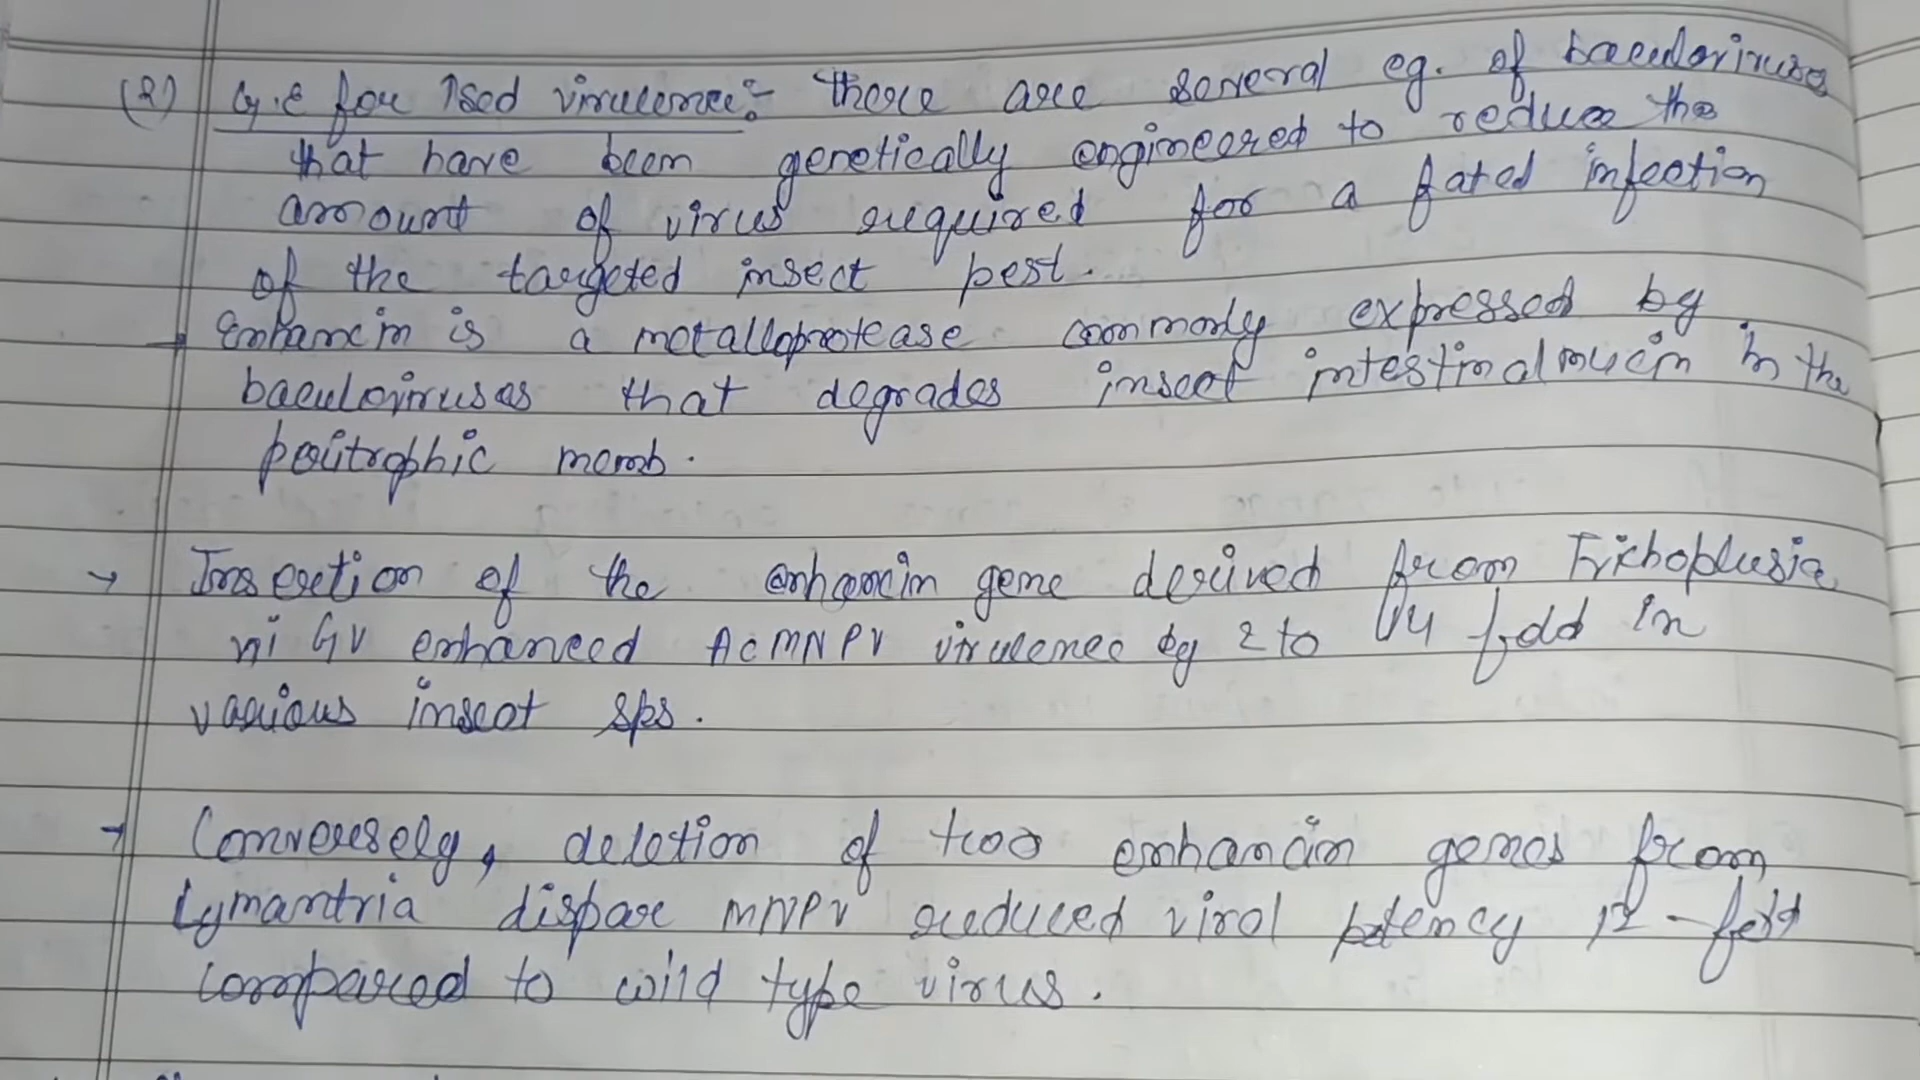 (2) G.E for ↑sed virulence:- there are several eg. of baculoviruses
that have been genetically engineered to reduce the
amount of virus required for a fated infection
of the targeted insect pest.
→ Enhancin is a metalloprotease commonly expressed by
baculoviruses that degrades insect intestinal mucin in the
peritrophic memb.
→ Insertion of the enhancin gene derived from Trichoplusia
ni GV enhanced AcMNPV virulence by 2 to 14 fold in
various insect sps.
→ Conversely, deletion of two enhancin genes from
Lymantria dispar MNPV reduced viral potency 12-fold
compared to wild type virus.